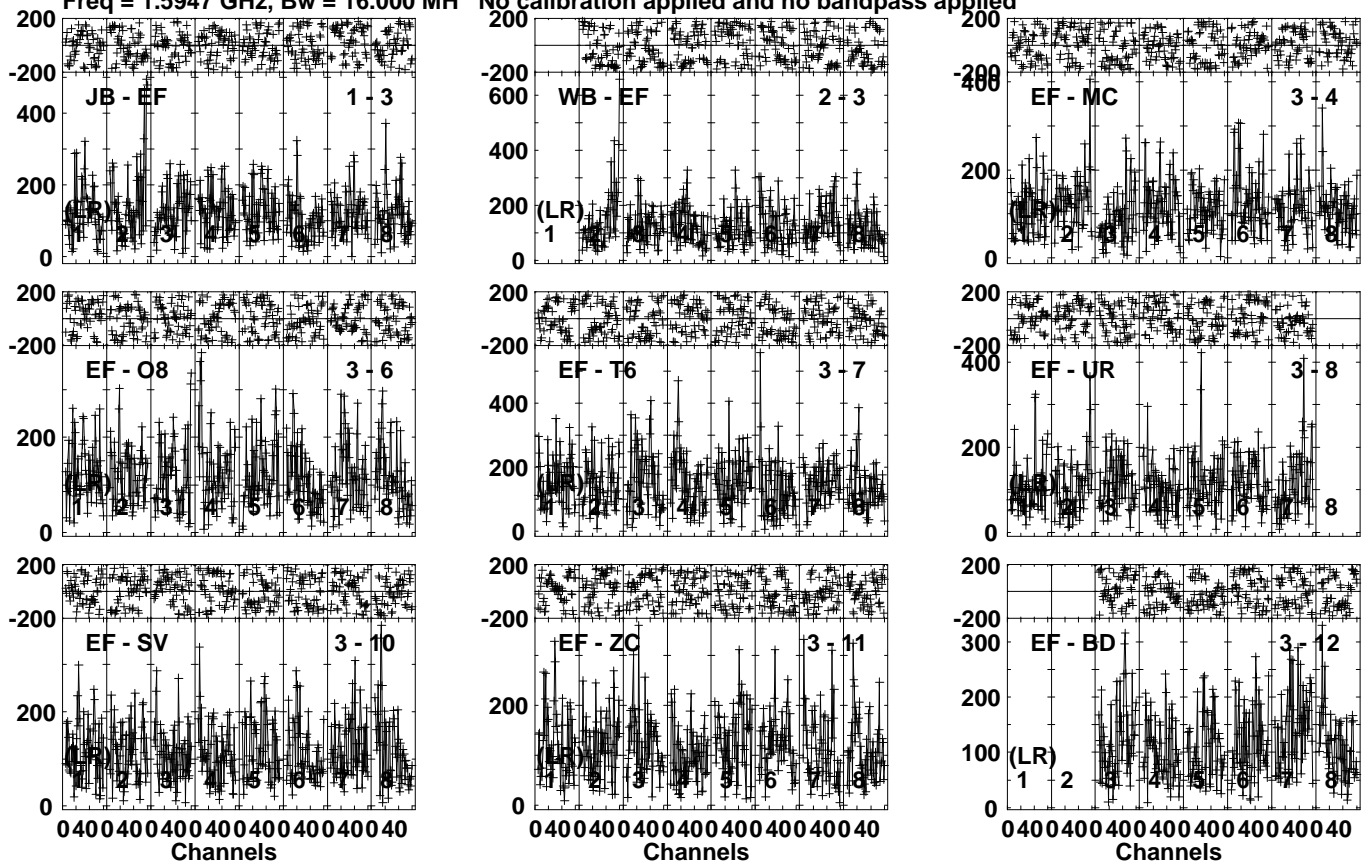 Freq = 1.5947 GHz, Bw = 16.000 MH No calibration applied and no bandpass applied
200 200 200
-200 -200 -200
JB - EF 1 - 3 WB - EF 2 - 3 EF - MC 3 - 4
400 600 400
200 400 200
(LR) 200 (LR) (LR)
1 2 3 4 5 6 7 8 1 2 3 4 5 6 7 8 1 2 3 4 5 6 7 8
0 0 0
200 200 200
-200 -200 -200
EF - O8 3 - 6 EF - T6 3 - 7 EF - UR 3 - 8
400 400
200 200 200
(LR) (LR) (LR)
1 2 3 4 5 6 7 8 1 2 3 4 5 6 7 8 1 2 3 4 5 6 7 8
0 0 0
200 200 200
-200 -200 -200
EF - SV 3 - 10 EF - ZC 3 - 11 EF - BD 3 - 12
300
200 200 200
(LR) (LR) 100 (LR)
1 2 3 4 5 6 7 8 1 2 3 4 5 6 7 8 1 2 3 4 5 6 7 8
0 0 0
0 40 0 40 0 40 0 40 0 40 0 40 0 40 0 40 0 40 0 40 0 40 0 40 0 40 0 40 0 40 0 40 0 40 0 40 0 40 0 40 0 40 0 40 0 40 0 40
Channels Channels Channels